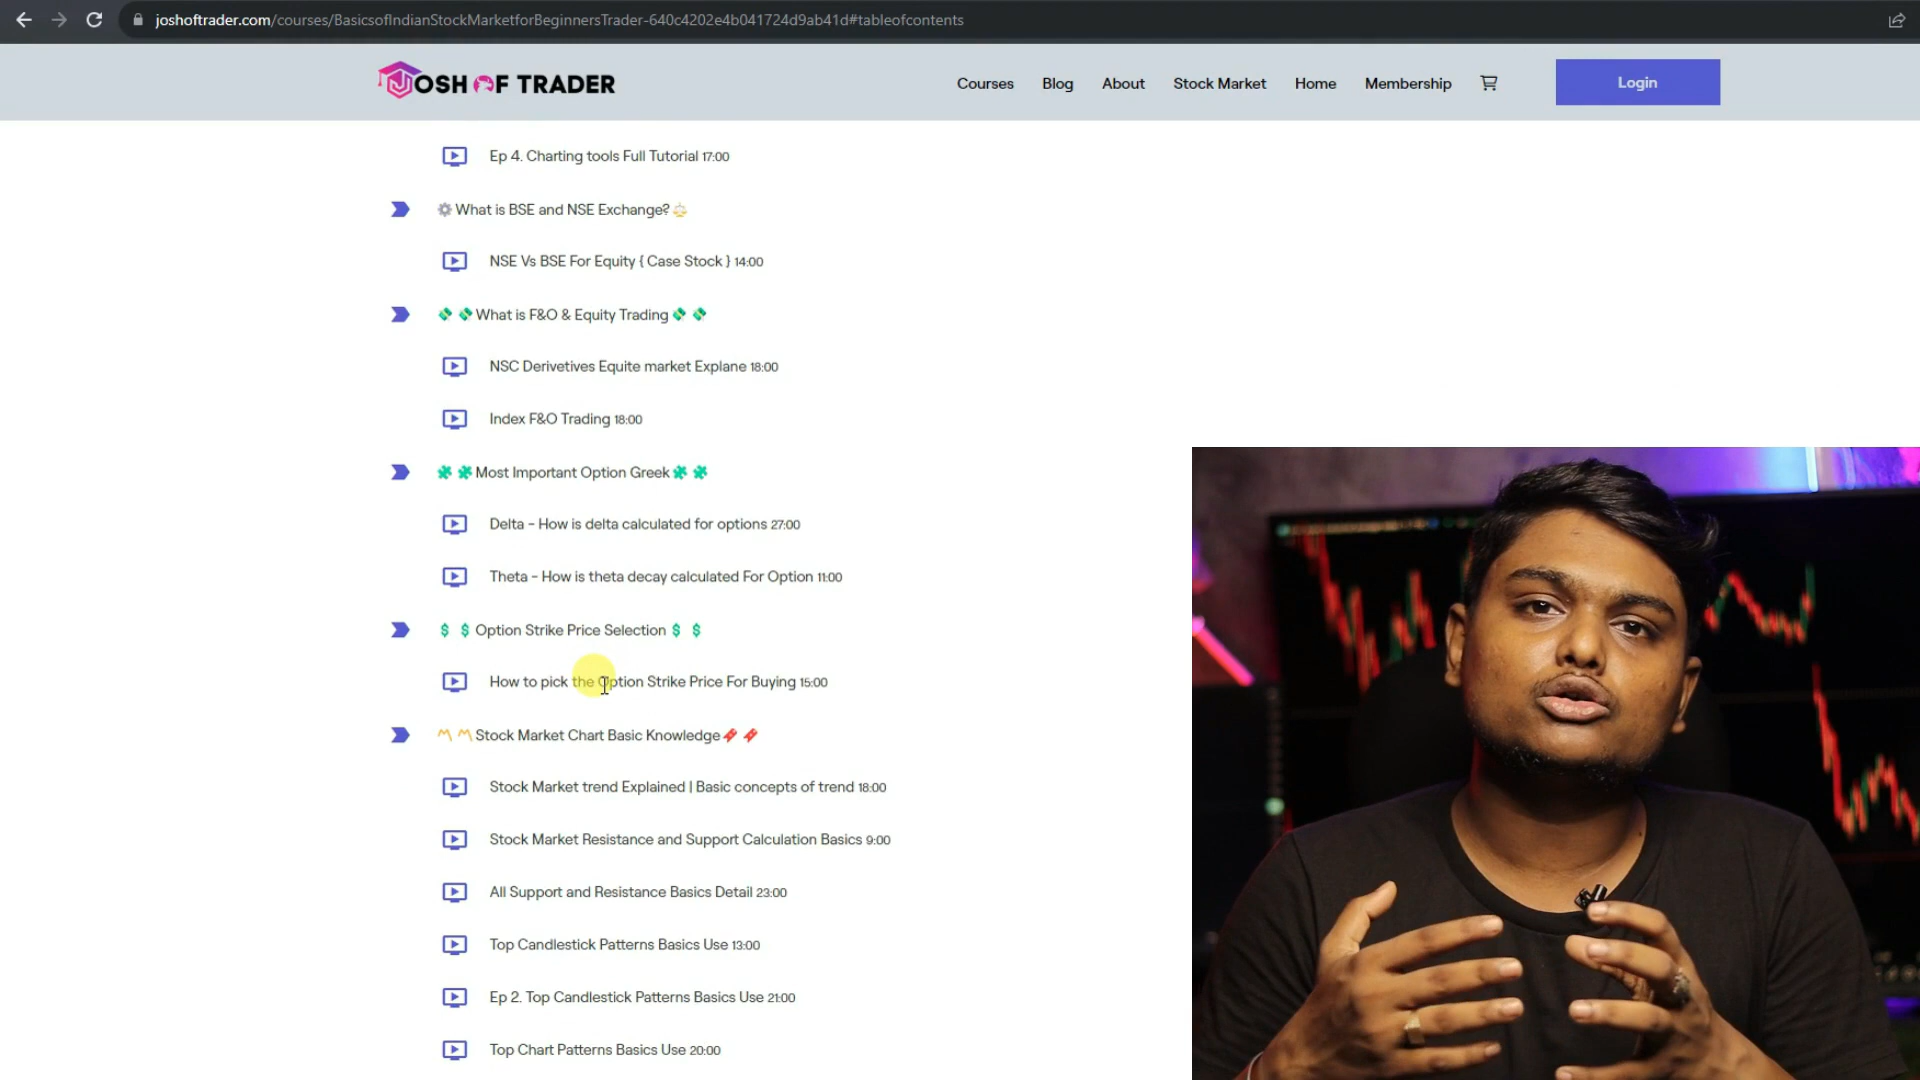 joshoftrader.com/courses/BasicsofIndianStockMarketforBeginnersTrader-640c4202e4b041724d9ab41d#tableofcontents
JOSH OF TRADER
Courses
Blog
About
Stock Market
Home
Membership
Login
Ep 4. Charting tools Full Tutorial 17:00
What is BSE and NSE Exchange?
NSE Vs BSE For Equity { Case Stock } 14:00
What is F&O & Equity Trading
NSC Derivetives Equite market Explane 18:00
Index F&O Trading 18:00
Most Important Option Greek
Delta - How is delta calculated for options 27:00
Theta - How is theta decay calculated For Option 11:00
Option Strike Price Selection
How to pick the Option Strike Price For Buying 15:00
Stock Market Chart Basic Knowledge
Stock Market trend Explained | Basic concepts of trend 18:00
Stock Market Resistance and Support Calculation Basics 9:00
All Support and Resistance Basics Detail 23:00
Top Candlestick Patterns Basics Use 13:00
Ep 2. Top Candlestick Patterns Basics Use 21:00
Top Chart Patterns Basics Use 20:00